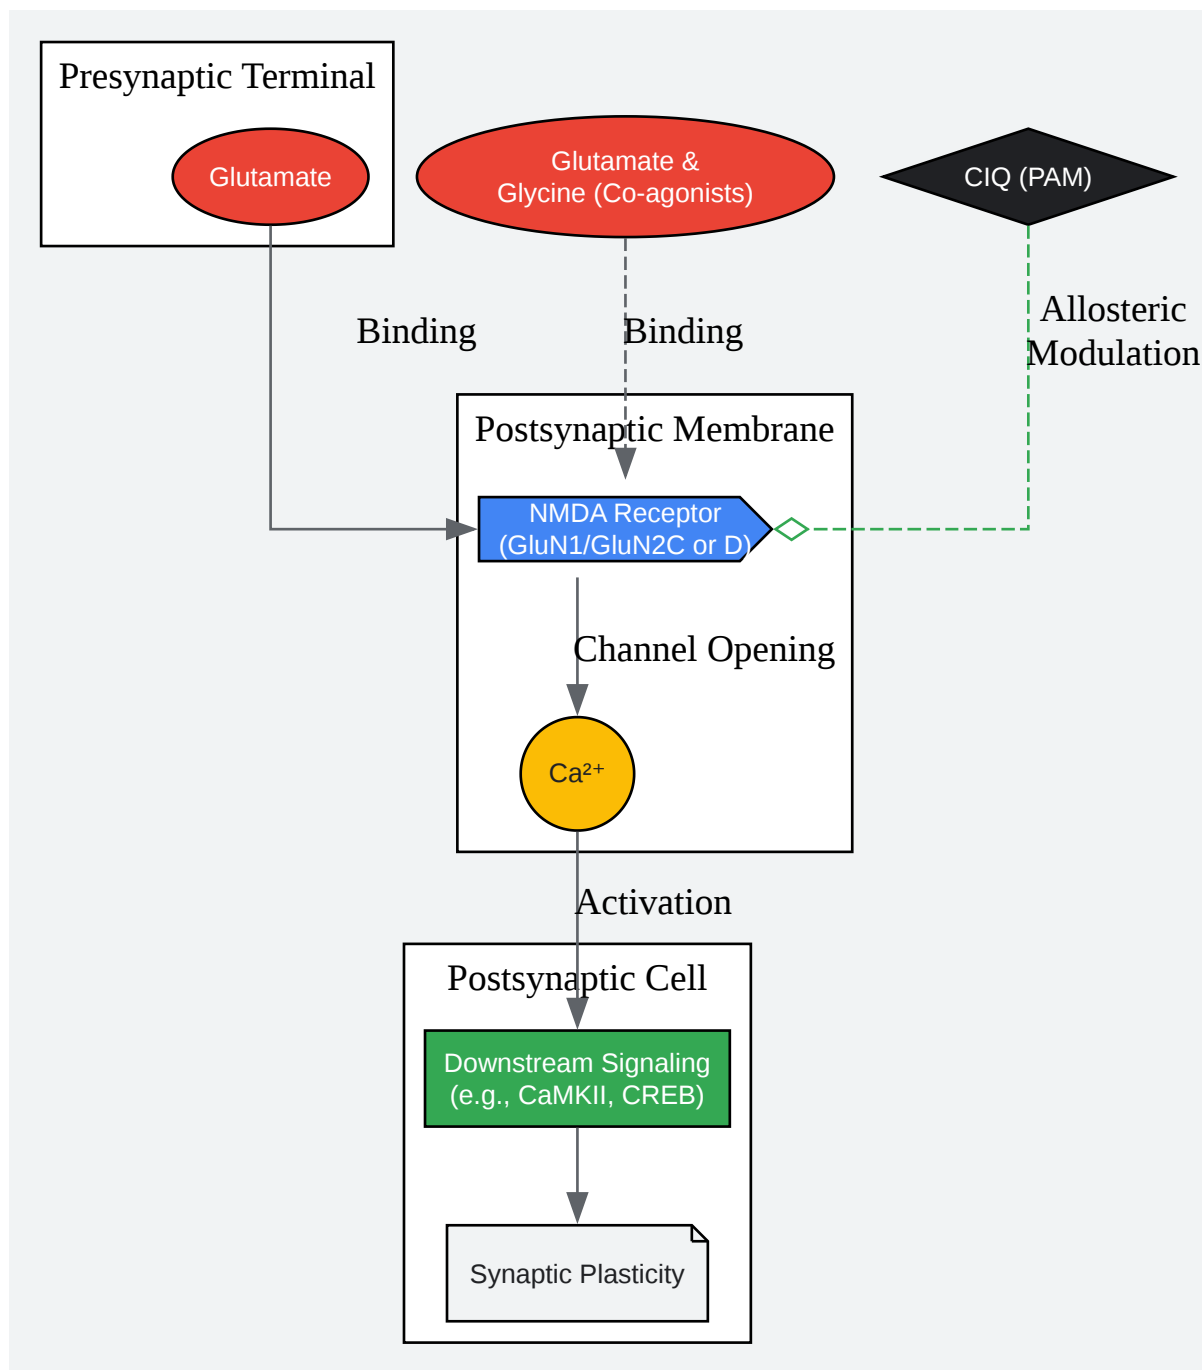 Presynaptic Terminal
Glutamate
Glutamate &
Glycine (Co-agonists)
CIQ (PAM)
Binding
Binding
Allosteric
Modulation
Postsynaptic Membrane
NMDA Receptor
(GluN1/GluN2C or D)
Channel Opening
Ca²⁺
Activation
Postsynaptic Cell
Downstream Signaling
(e.g., CaMKII, CREB)
Synaptic Plasticity